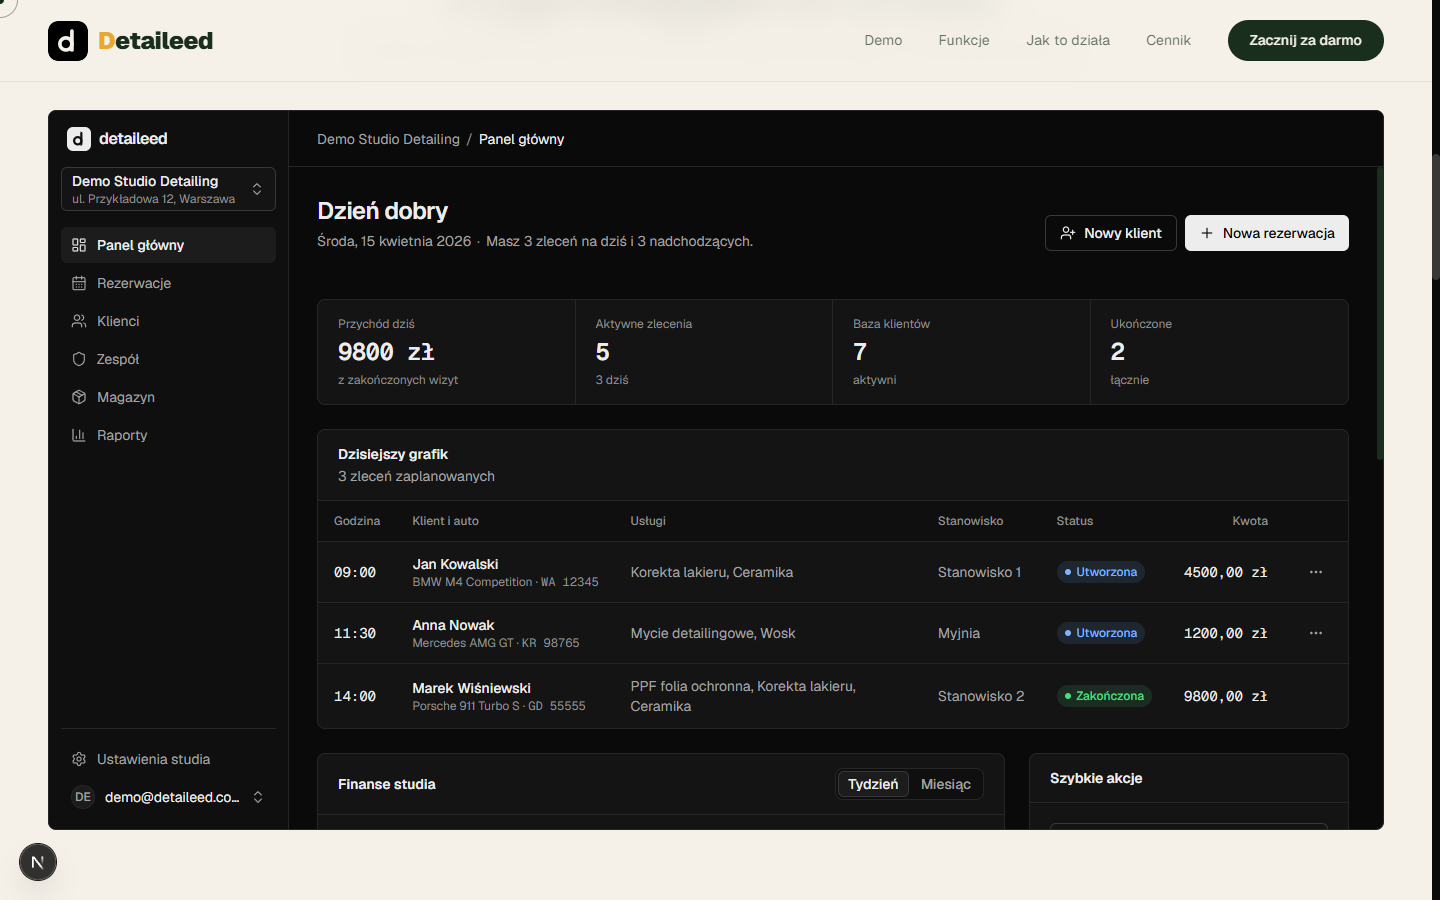 d Detaileed
Demo
Funkcje
Jak to działa
Cennik
Zacznij za darmo
d detaileed
Demo Studio Detailing
ul. Przykładowa 12, Warszawa
Panel główny
Rezerwacje
Klienci
Zespół
Magazyn
Raporty
Ustawienia studia
DE demo@detaileed.co...
Demo Studio Detailing / Panel główny
Dzień dobry
Środa, 15 kwietnia 2026 · Masz 3 zleceń na dziś i 3 nadchodzących.
Nowy klient
Nowa rezerwacja
Przychód dziś
9800 zł
z zakończonych wizyt
Aktywne zlecenia
5
3 dziś
Baza klientów
7
aktywni
Ukończone
2
łącznie
Dzisiejszy grafik
3 zleceń zaplanowanych
Godzina Klient i auto Usługi Stanowisko Status Kwota
09:00 Jan Kowalski Korekta lakieru, Ceramika Stanowisko 1 Utworzona 4500,00 zł
BMW M4 Competition · WA 12345
11:30 Anna Nowak Mycie detailingowe, Wosk Myjnia Utworzona 1200,00 zł
Mercedes AMG GT · KR 98765
14:00 Marek Wiśniewski PPF folia ochronna, Korekta lakieru, Stanowisko 2 Zakończona 9800,00 zł
Porsche 911 Turbo S · GD 55555 Ceramika
Finanse studia
Tydzień
Miesiąc
Szybkie akcje
N